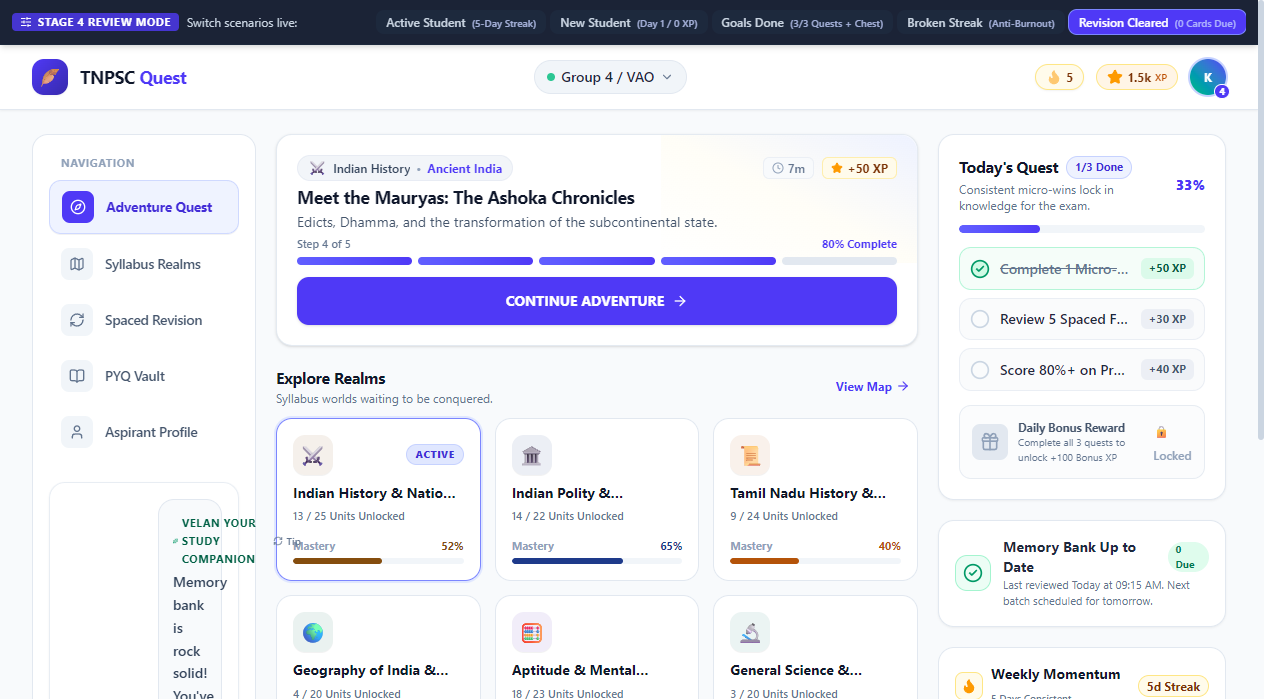 STAGE 4 REVIEW MODE Switch scenarios live: Active Student (5-Day Streak) New Student (Day 1 / 0 XP) Goals Done (3/3 Quests + Chest) Broken Streak (Anti-Burnout) Revision Cleared (0 Cards Due)
TNPSC Quest
Group 4 / VAO
5
1.5k XP
K
4
NAVIGATION
Adventure Quest
Syllabus Realms
Spaced Revision
PYQ Vault
Aspirant Profile
VELAN YOUR
STUDY
COMPANION
Tip
Memory
bank
is
rock
solid!
You've
Indian History • Ancient India
7m
+50 XP
Meet the Mauryas: The Ashoka Chronicles
Edicts, Dhamma, and the transformation of the subcontinental state.
Step 4 of 5
80% Complete
CONTINUE ADVENTURE →
Explore Realms
Syllabus worlds waiting to be conquered.
View Map →
ACTIVE
Indian History & Natio...
13 / 25 Units Unlocked
Mastery 52%
Indian Polity &...
14 / 22 Units Unlocked
Mastery 65%
Tamil Nadu History &...
9 / 24 Units Unlocked
Mastery 40%
Geography of India &...
4 / 20 Units Unlocked
Aptitude & Mental...
18 / 23 Units Unlocked
General Science &...
3 / 20 Units Unlocked
Today's Quest 1/3 Done
Consistent micro-wins lock in
knowledge for the exam.
33%
Complete 1 Micro-... +50 XP
Review 5 Spaced F... +30 XP
Score 80%+ on Pr... +40 XP
Daily Bonus Reward
Complete all 3 quests to
unlock +100 Bonus XP
Locked
Memory Bank Up to
Date
0
Due
Last reviewed Today at 09:15 AM. Next
batch scheduled for tomorrow.
Weekly Momentum
5 Days Consistent
5d Streak